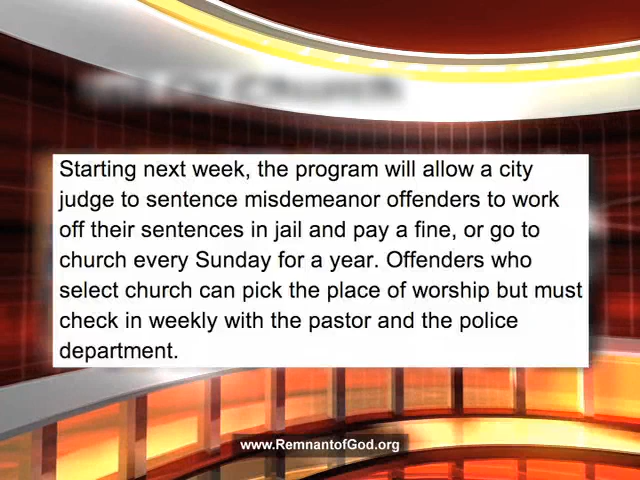 Starting next week, the program will allow a city
judge to sentence misdemeanor offenders to work
off their sentences in jail and pay a fine, or go to
church every Sunday for a year. Offenders who
select church can pick the place of worship but must
check in weekly with the pastor and the police
department.
www.RemnantofGod.org